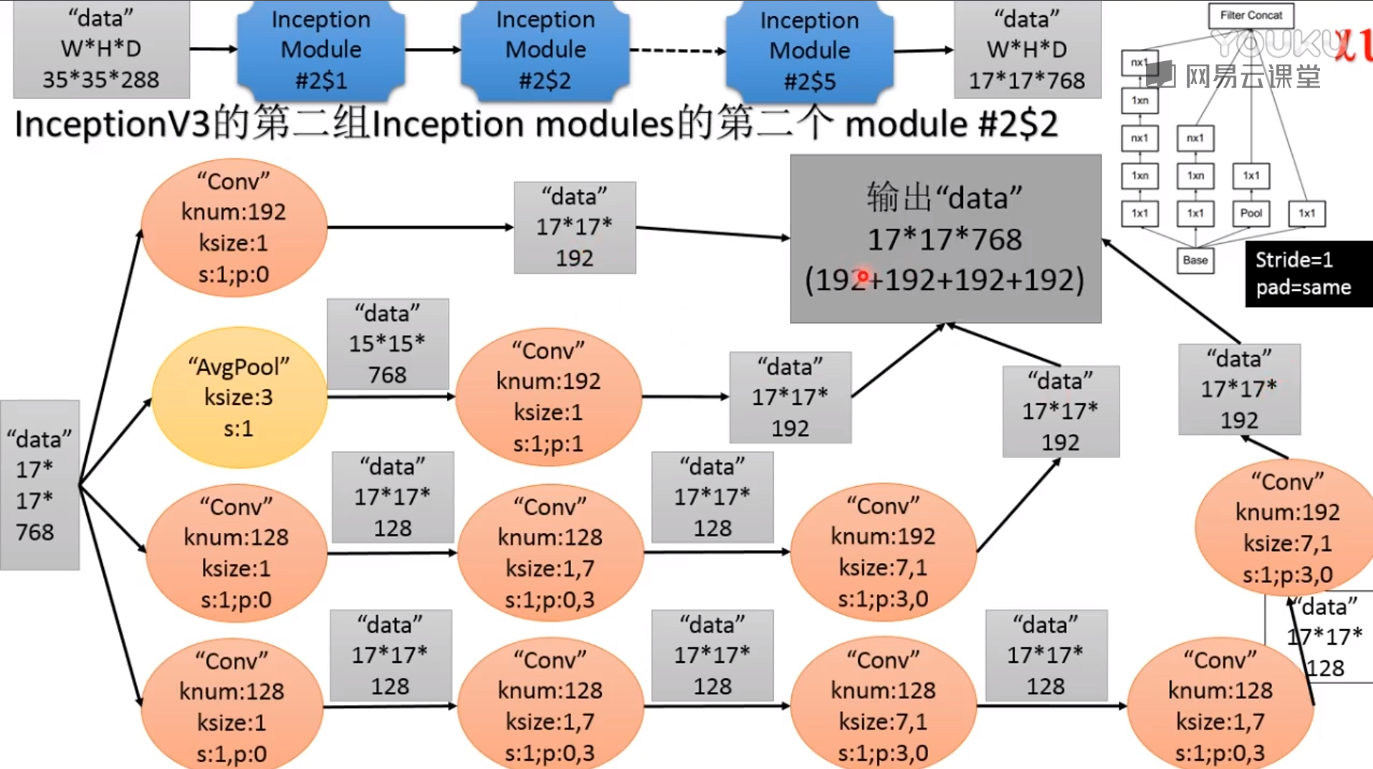 “data”
W*H*D
35*35*288
Inception
Module
#2$1
Inception
Module
#2$2
Inception
Module
#2$5
“data”
W*H*D
17*17*768
InceptionV3的第二组Inception modules的第二个 module #2$2
Filter Concat
YOUKU
网易云课堂
nx1
1xn
nx1
nx1
1xn
1xn
1x1
1x1
1x1
Pool
1x1
Base
Stride=1
pad=same
“Conv”
knum:192
ksize:1
s:1;p:0
“data”
17*17*
192
输出“data”
17*17*768
(192+192+192+192)
“data”
17*
17*
768
“AvgPool”
ksize:3
s:1
“data”
15*15*
768
“Conv”
knum:192
ksize:1
s:1;p:1
“data”
17*17*
192
“Conv”
knum:128
ksize:1
s:1;p:0
“data”
17*17*
128
“Conv”
knum:128
ksize:1,7
s:1;p:0,3
“data”
17*17*
128
“Conv”
knum:192
ksize:7,1
s:1;p:3,0
“data”
17*17*
192
“Conv”
knum:128
ksize:1
s:1,p:0
“data”
17*17*
128
“Conv”
knum:128
ksize:1,7
s:1;p:0,3
“data”
17*17*
128
“Conv”
knum:128
ksize:7,1
s:1;p:3,0
“data”
17*17*
128
“Conv”
knum:128
ksize:1,7
s:1;p:0,3
“data”
17*17*
128
“Conv”
knum:192
ksize:7,1
s:1;p:3,0
“data”
17*17*
192